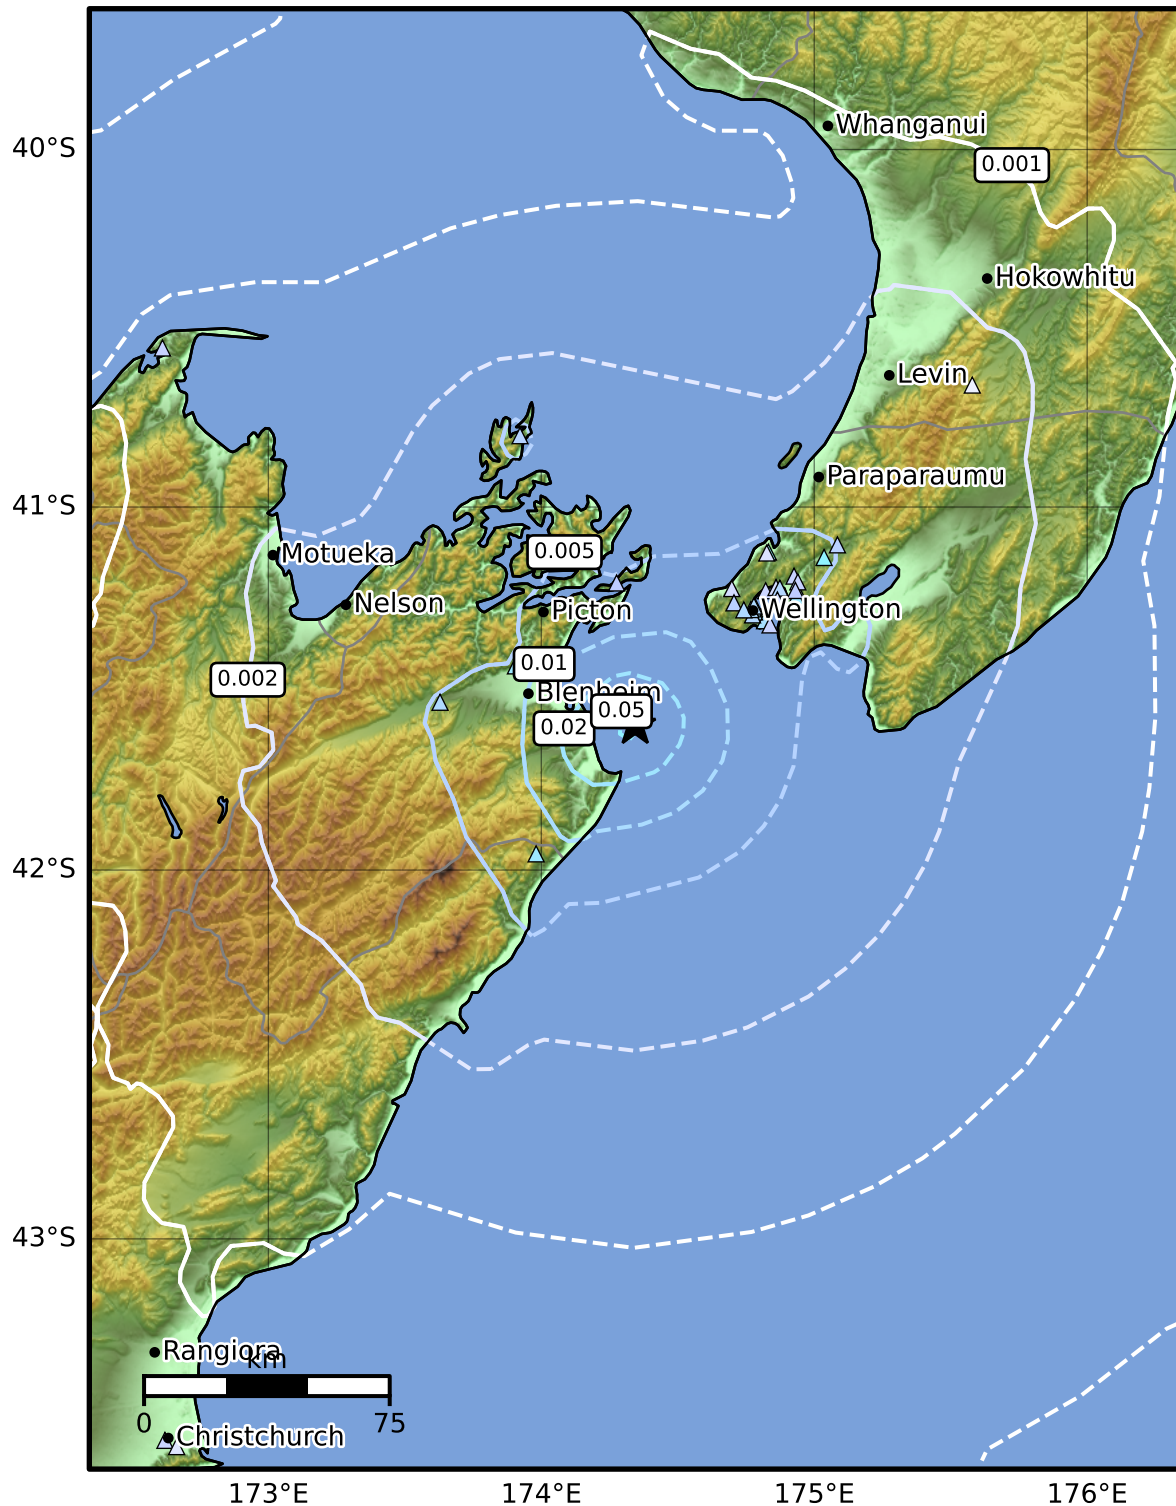 Whanganui
40°S
0.001
Hokowhitu
Levin
Paraparaumu
41°S
0.005
Motueka
Nelson
Picton
Wellington
0.01
0.002
Blenheim
0.05
0.02
42°S
43°S
Rangiora
km
0
75
Christchurch
173°E
174°E
175°E
176°E